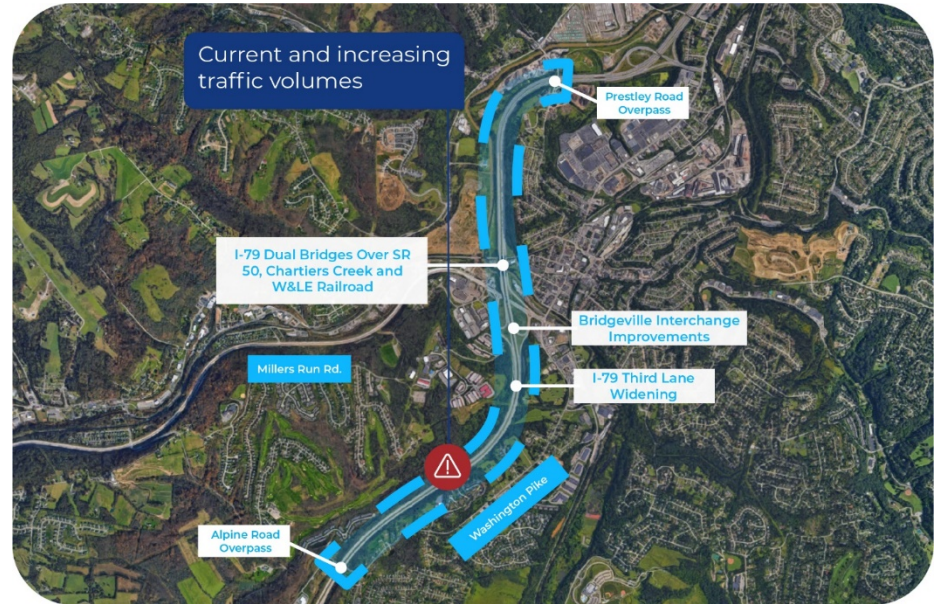 Current and increasing
traffic volumes
Prestley Road
Overpass
I-79 Dual Bridges Over SR
50, Chartiers Creek and
W&LE Railroad
Bridgeville Interchange
Improvements
Millers Run Rd.
I-79 Third Lane
Widening
Washington Pike
Alpine Road
Overpass